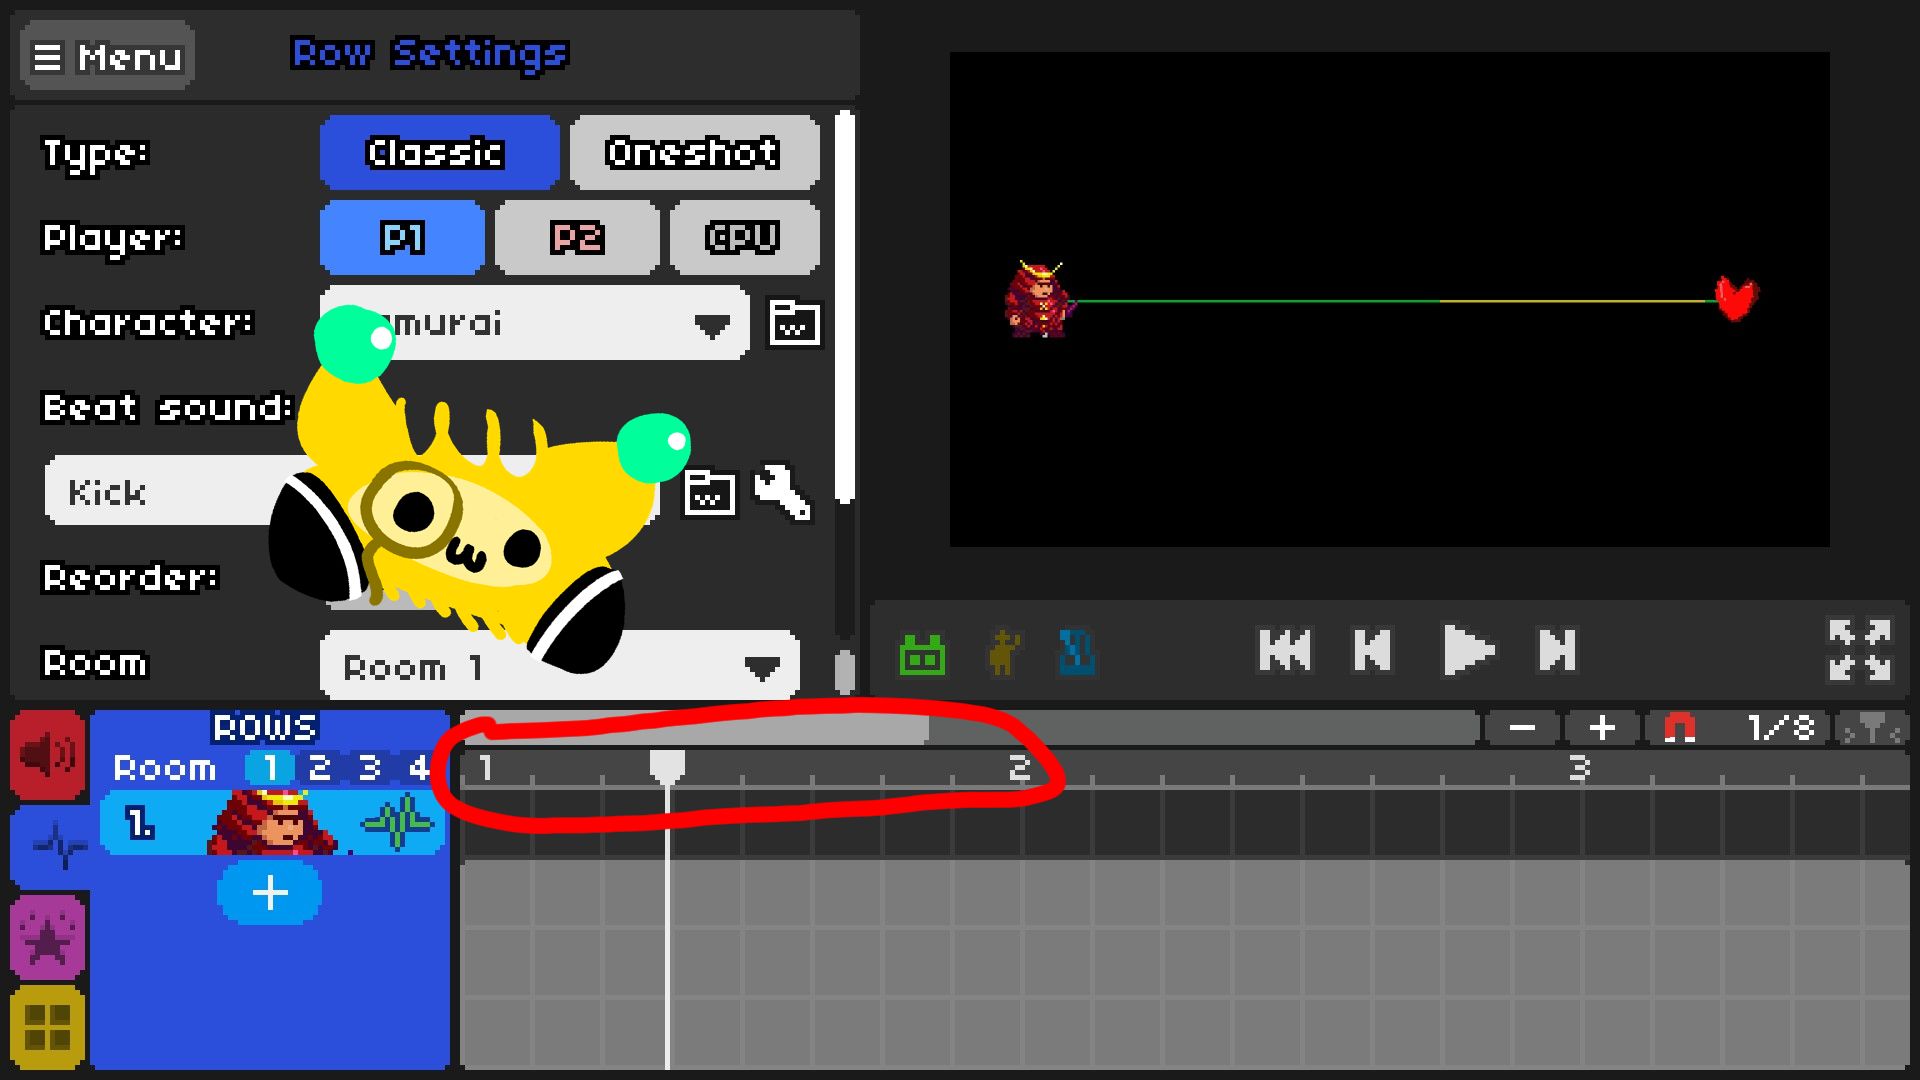 Menu
Row Settings
Type: Classic Oneshot
Player: P1 P2 CPU
Character: murai
Beat sound:
Kick
Reorder:
Room Room 1
ROWS
Room 1 2 3 4
1.
1 2 3
1/8